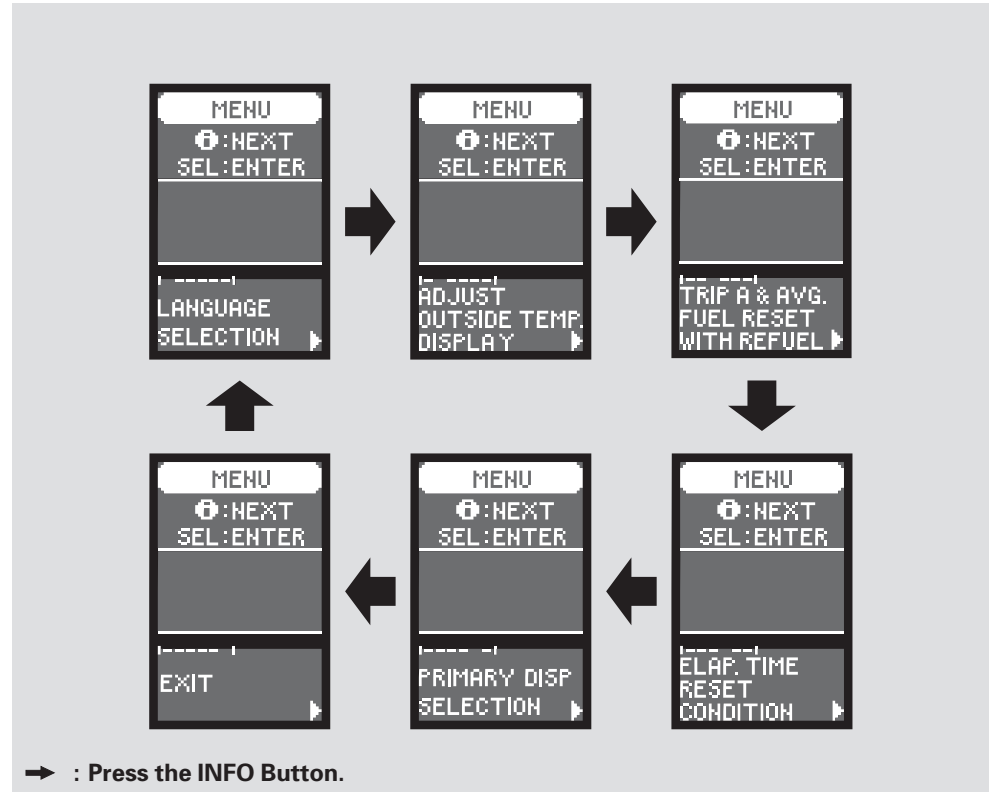 MENU
i:NEXT
SEL:ENTER
LANGUAGE
SELECTION
MENU
i:NEXT
SEL:ENTER
ADJUST
OUTSIDE TEMP.
DISPLAY
MENU
i:NEXT
SEL:ENTER
TRIP A & AVG.
FUEL RESET
WITH REFUEL
MENU
i:NEXT
SEL:ENTER
EXIT
MENU
i:NEXT
SEL:ENTER
PRIMARY DISP
SELECTION
MENU
i:NEXT
SEL:ENTER
ELAP. TIME
RESET
CONDITION
: Press the INFO Button.